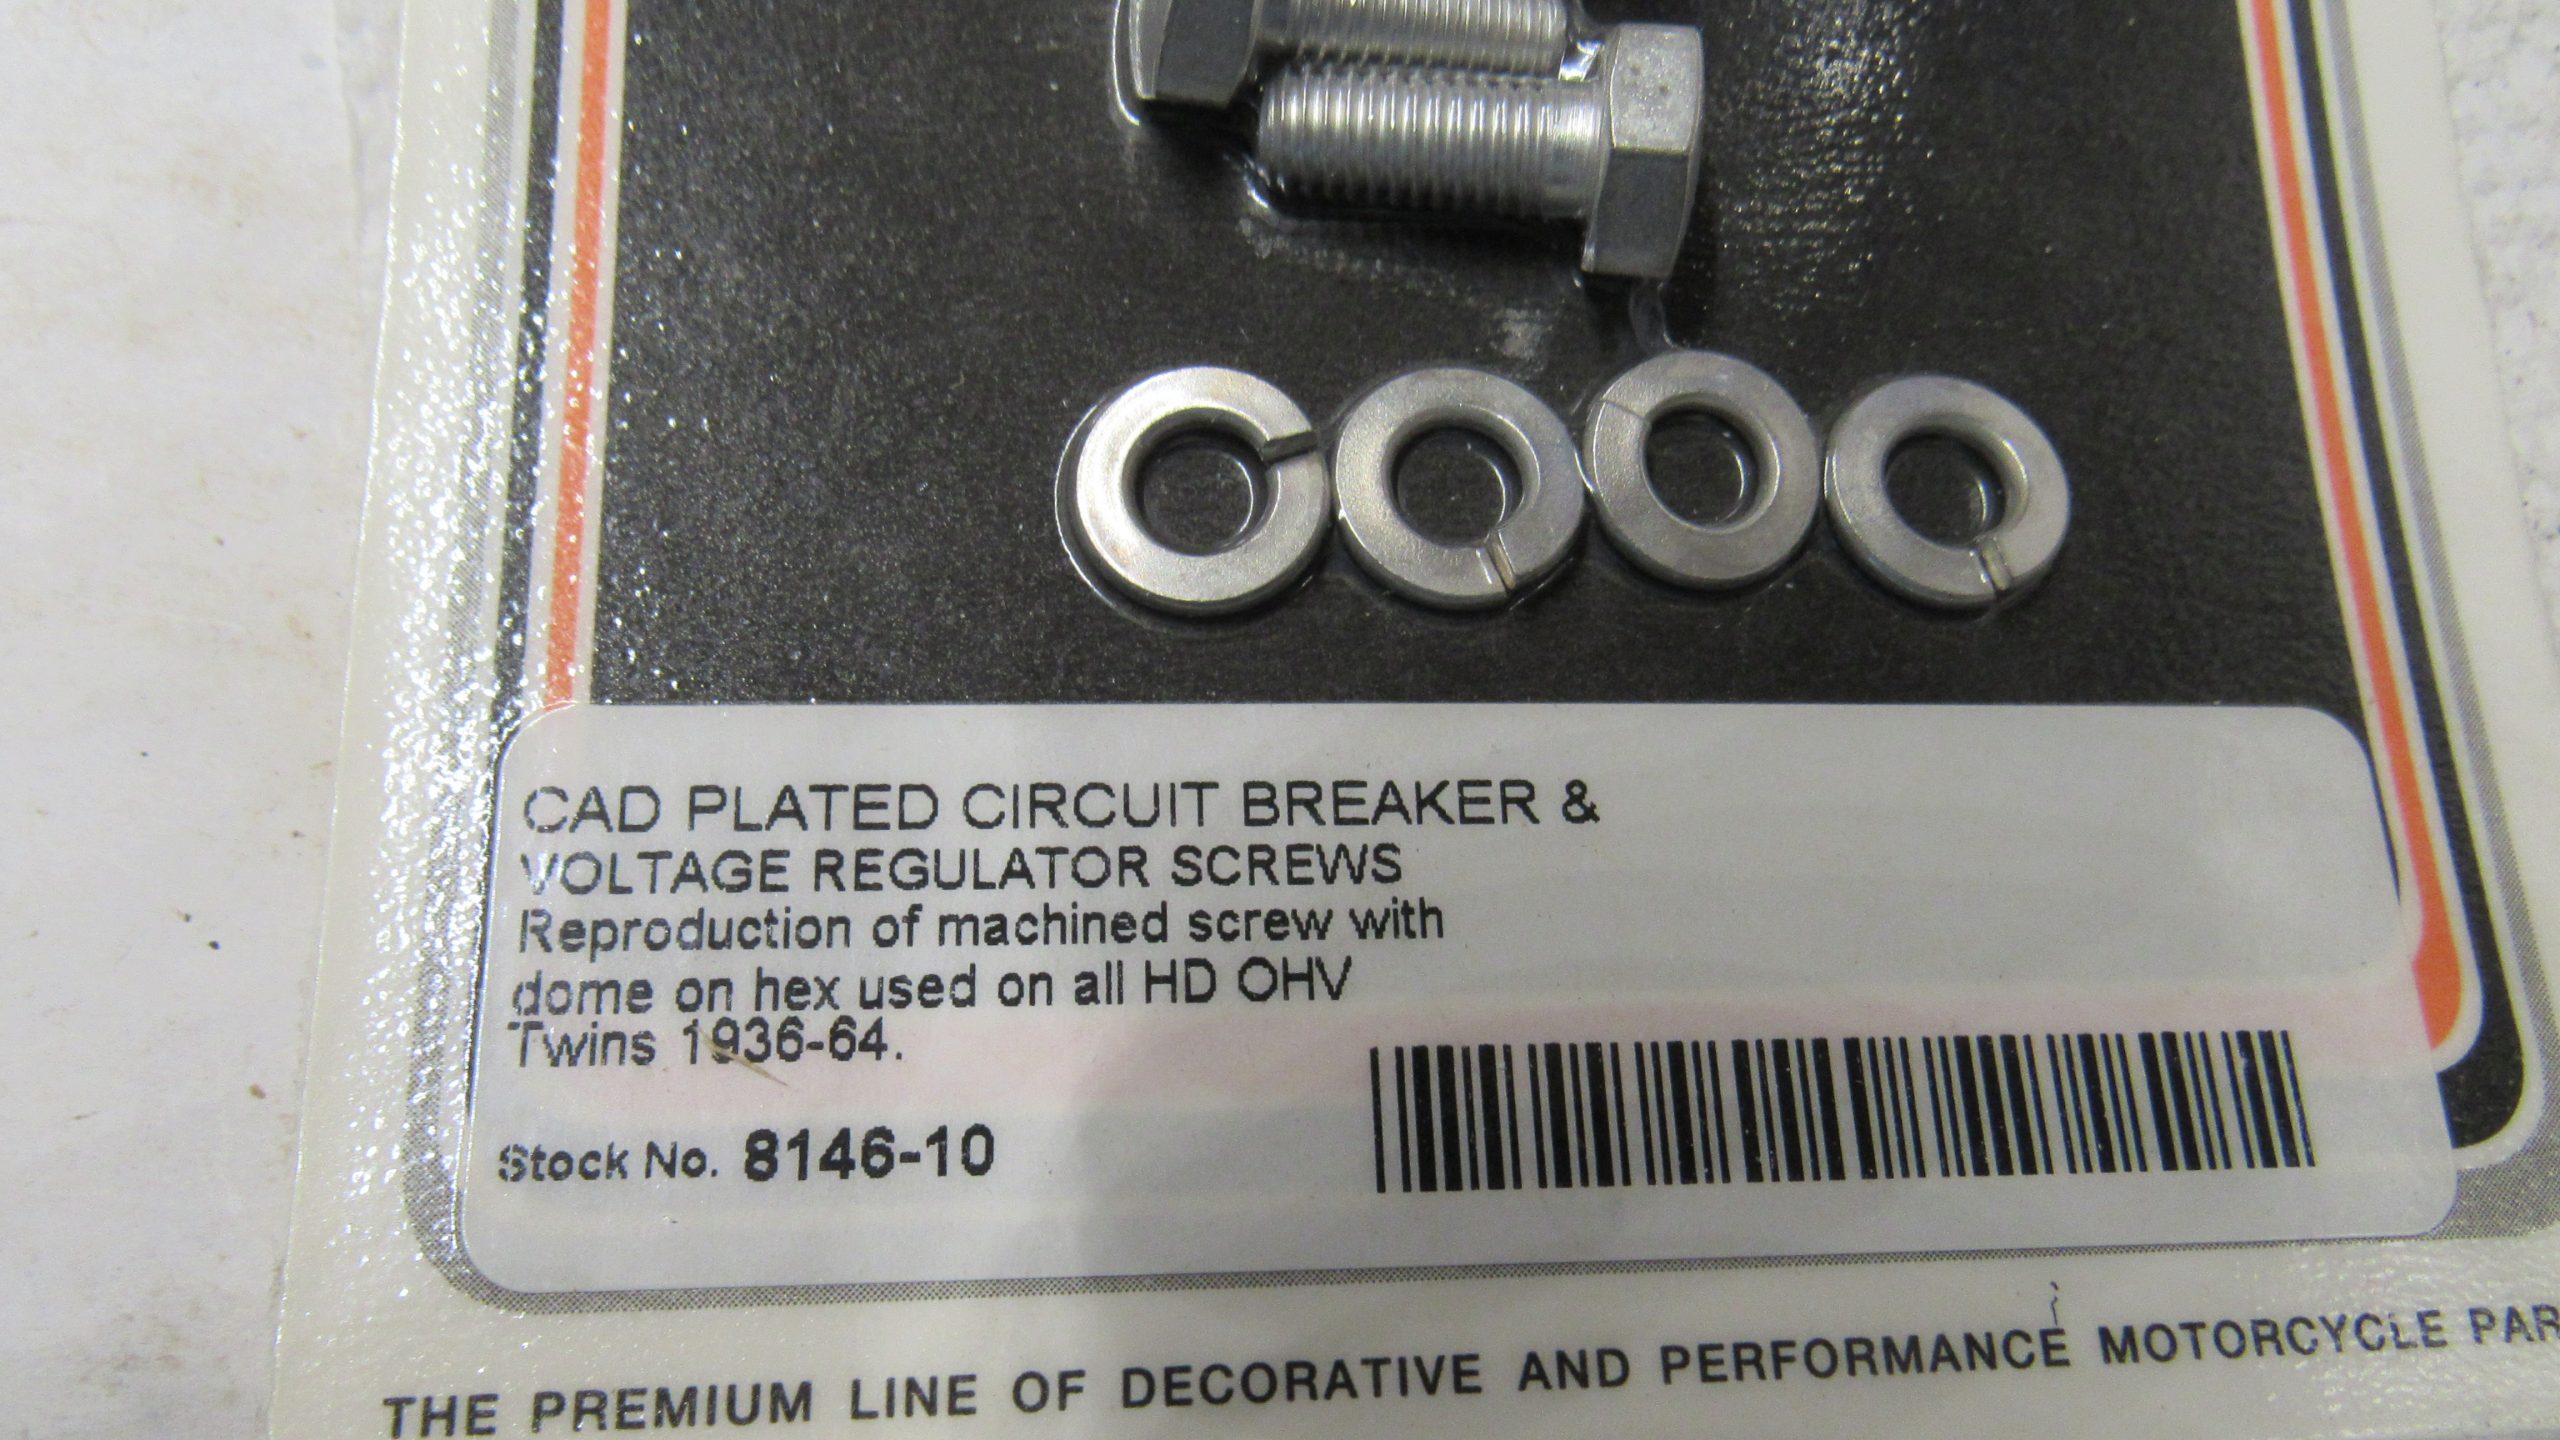 CAD PLATED CIRCUIT BREAKER &
VOLTAGE REGULATOR SCREWS
Reproduction of machined screw with
dome on hex used on all HD OHV
Twins 1936-64.
Stock No. 8146-10
THE PREMIUM LINE OF DECORATIVE AND PERFORMANCE MOTORCYCLE PAR